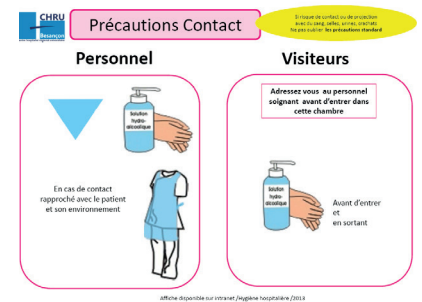 CHRU
Besançon
Précautions Contact
Si risque de contact ou de projection
avec du sang, selles, urines, crachats
Ne pas oublier les précautions standard
Personnel
Visiteurs
Solution
hydro-
alcoolique
En cas de contact
rapproché avec le patient
et son environnement
Adressez vous au personnel
soignant avant d'entrer dans
cette chambre
Solution
hydro-
alcoolique
Avant d'entrer
et
en sortant
Affiche disponible sur intranet /Hygiène hospitalière /2013